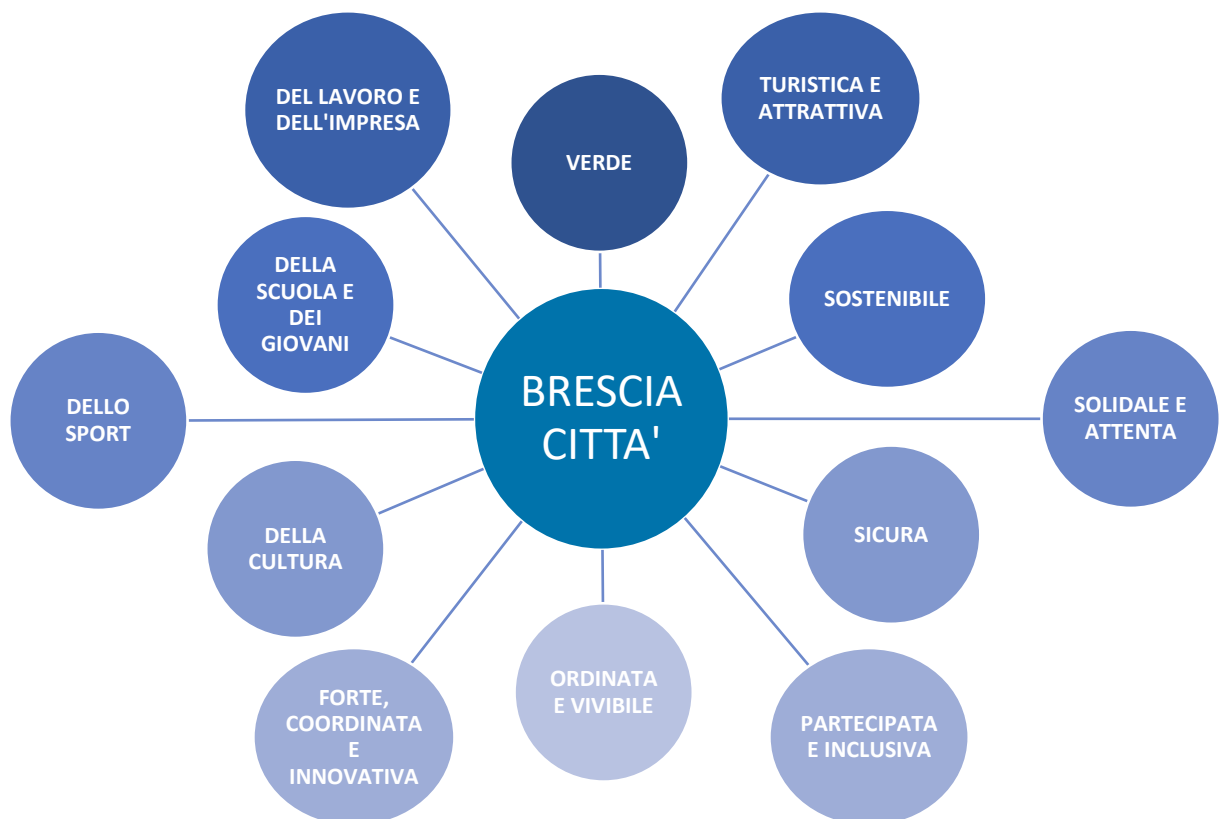 DEL LAVORO E
DELL'IMPRESA
VERDE
TURISTICA E
ATTRATTIVA
DELLA
SCUOLA E
DEI
GIOVANI
SOSTENIBILE
DELLO
SPORT
BRESCIA
CITTA'
SOLIDALE E
ATTENTA
DELLA
CULTURA
SICURA
FORTE,
COORDINATA
E
INNOVATIVA
ORDINATA
E VIVIBILE
PARTECIPATA
E INCLUSIVA